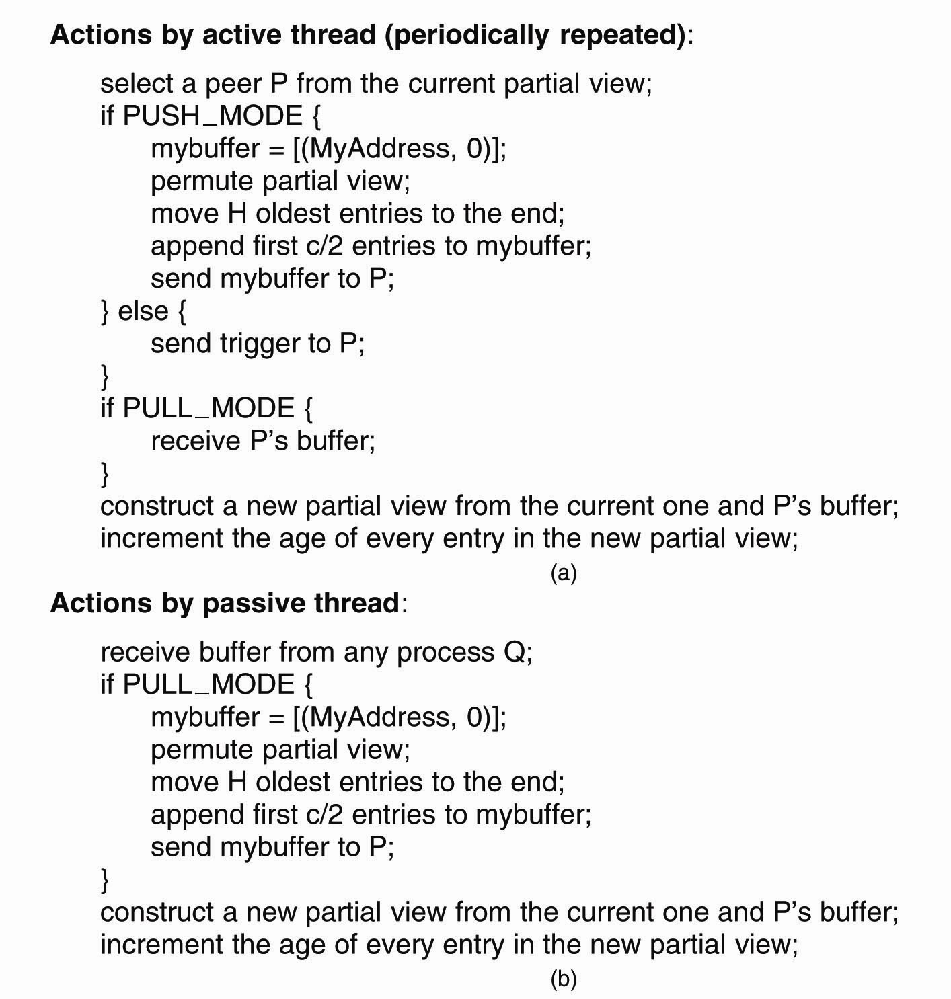 Actions by active thread (periodically repeated):
select a peer P from the current partial view;
if PUSH_MODE {
mybuffer = [(MyAddress, 0)];
permute partial view;
move H oldest entries to the end;
append first c/2 entries to mybuffer;
send mybuffer to P;
} else {
send trigger to P;
}
if PULL_MODE {
receive P’s buffer;
}
construct a new partial view from the current one and P’s buffer;
increment the age of every entry in the new partial view;
(a)
Actions by passive thread:
receive buffer from any process Q;
if PULL_MODE {
mybuffer = [(MyAddress, 0)];
permute partial view;
move H oldest entries to the end;
append first c/2 entries to mybuffer;
send mybuffer to P;
}
construct a new partial view from the current one and P’s buffer;
increment the age of every entry in the new partial view;
(b)